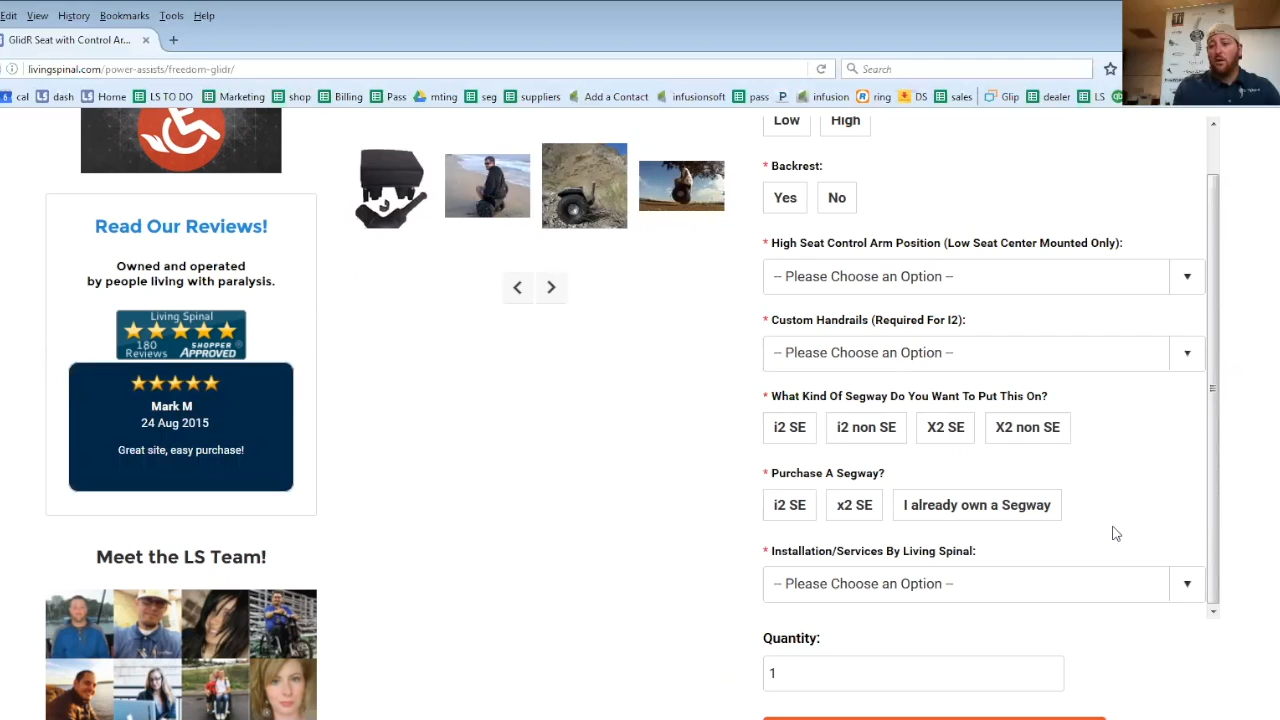 Edit View History Bookmarks Tools Help
GlidR Seat with Control Ar...
livingspinal.com/power-assists/freedom-glidr/
Search
cal dash Home LS TO DO Marketing shop Billing Pass mting seg suppliers Add a Contact infusionsoft pass infusion ring DS sales Glip dealer LS
Low High
* Backrest:
Yes No
* High Seat Control Arm Position (Low Seat Center Mounted Only):
-- Please Choose an Option --
* Custom Handrails (Required For I2):
-- Please Choose an Option --
* What Kind Of Segway Do You Want To Put This On?
i2 SE i2 non SE X2 SE X2 non SE
* Purchase A Segway?
i2 SE x2 SE I already own a Segway
* Installation/Services By Living Spinal:
-- Please Choose an Option --
Quantity:
1
Read Our Reviews!
Owned and operated
by people living with paralysis.
Living Spinal
180
Reviews
SHOPPER
APPROVED
Mark M
24 Aug 2015
Great site, easy purchase!
Meet the LS Team!